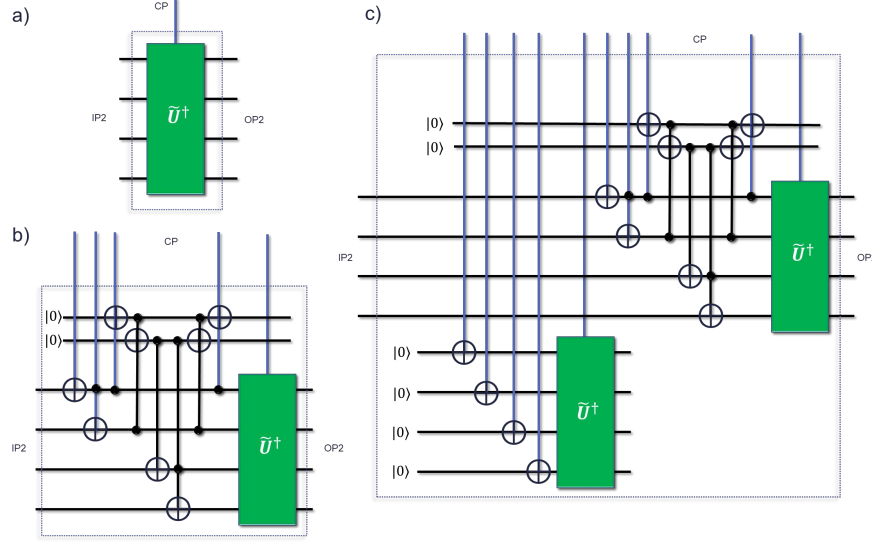 a)
CP
IP2
Ũ†
OP2
b)
CP
|0⟩
|0⟩
IP2
Ũ†
OP2
c)
CP
|0⟩
|0⟩
IP2
Ũ†
OP
|0⟩
|0⟩
|0⟩
|0⟩
Ũ†